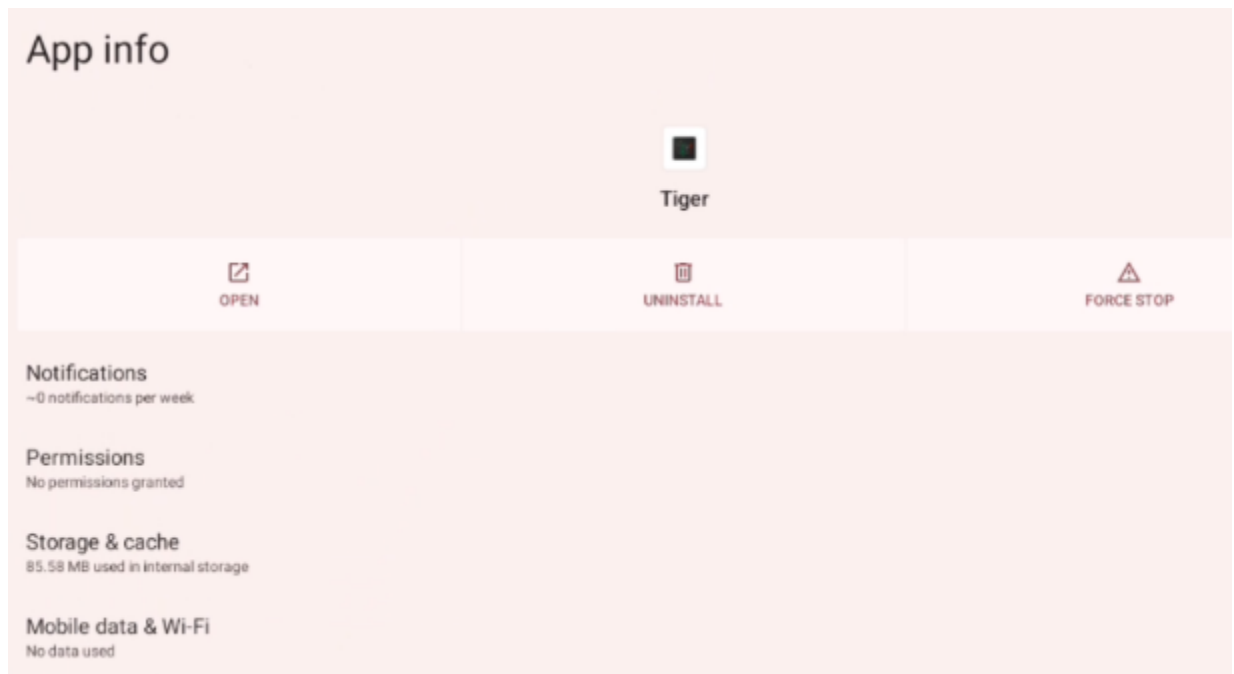 App info
Tiger
OPEN
UNINSTALL
FORCE STOP
Notifications
~0 notifications per week
Permissions
No permissions granted
Storage & cache
85.58 MB used in internal storage
Mobile data & Wi-Fi
No data used